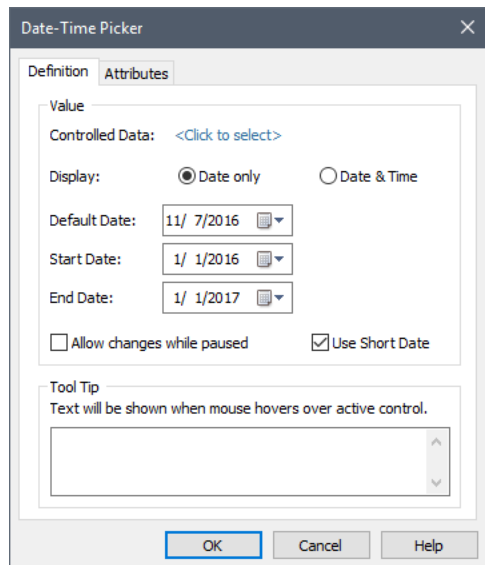 Date-Time Picker
Definition Attributes
Value
Controlled Data: <Click to select>
Display: Date only Date & Time
Default Date: 11/ 7/2016
Start Date: 1/ 1/2016
End Date: 1/ 1/2017
Allow changes while paused Use Short Date
Tool Tip
Text will be shown when mouse hovers over active control.
OK Cancel Help